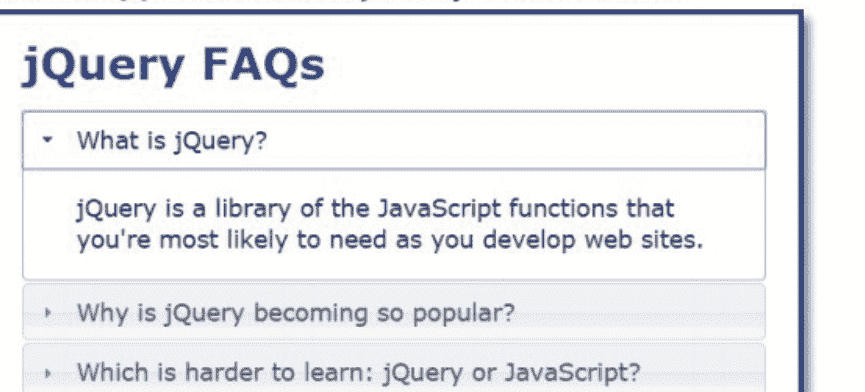 jQuery FAQs
What is jQuery?
jQuery is a library of the JavaScript functions that
you're most likely to need as you develop web sites.
Why is jQuery becoming so popular?
Which is harder to learn: jQuery or JavaScript?